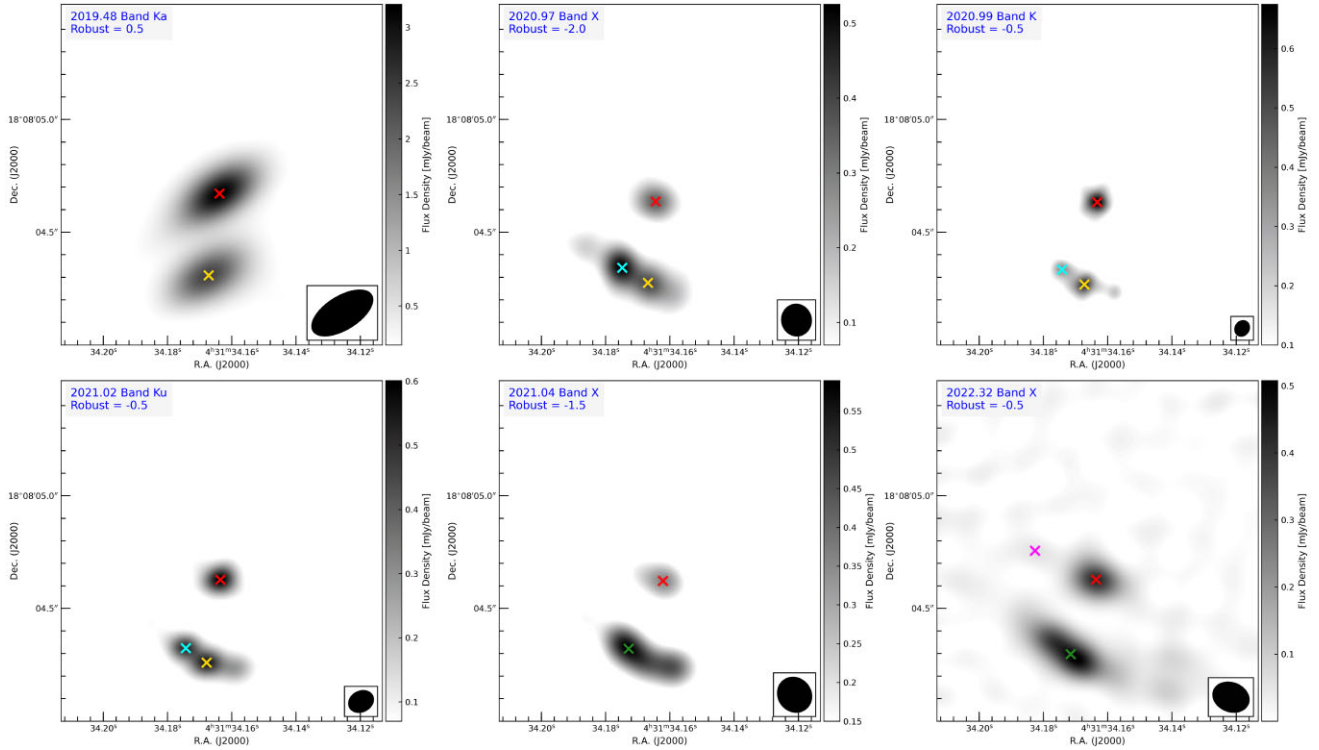 2019.48 Band Ka
Robust = 0.5
Dec. (J2000)
18°08'05.0"
04.5"
34.20ˢ 34.18ˢ 4ʰ31ᵐ34.16ˢ 34.14ˢ 34.12ˢ
R.A. (J2000)
3
2.5
2
1.5
1
0.5
Flux Density [mJy/beam]
2020.97 Band X
Robust = -2.0
Dec. (J2000)
18°08'05.0"
04.5"
34.20ˢ 34.18ˢ 4ʰ31ᵐ34.16ˢ 34.14ˢ 34.12ˢ
R.A. (J2000)
0.5
0.4
0.3
0.2
0.1
Flux Density [mJy/beam]
2020.99 Band K
Robust = -0.5
Dec. (J2000)
18°08'05.0"
04.5"
34.20ˢ 34.18ˢ 4ʰ31ᵐ34.16ˢ 34.14ˢ 34.12ˢ
R.A. (J2000)
0.6
0.5
0.4
0.3
0.2
0.1
Flux Density [mJy/beam]
2021.02 Band Ku
Robust = -0.5
Dec. (J2000)
18°08'05.0"
04.5"
34.20ˢ 34.18ˢ 4ʰ31ᵐ34.16ˢ 34.14ˢ 34.12ˢ
R.A. (J2000)
0.6
0.5
0.4
0.3
0.2
0.1
Flux Density [mJy/beam]
2021.04 Band X
Robust = -1.5
Dec. (J2000)
18°08'05.0"
04.5"
34.20ˢ 34.18ˢ 4ʰ31ᵐ34.16ˢ 34.14ˢ 34.12ˢ
R.A. (J2000)
0.55
0.5
0.45
0.4
0.35
0.3
0.25
0.2
0.15
Flux Density [mJy/beam]
2022.32 Band X
Robust = -0.5
Dec. (J2000)
18°08'05.0"
04.5"
34.20ˢ 34.18ˢ 4ʰ31ᵐ34.16ˢ 34.14ˢ 34.12ˢ
R.A. (J2000)
0.5
0.4
0.3
0.2
0.1
Flux Density [mJy/beam]